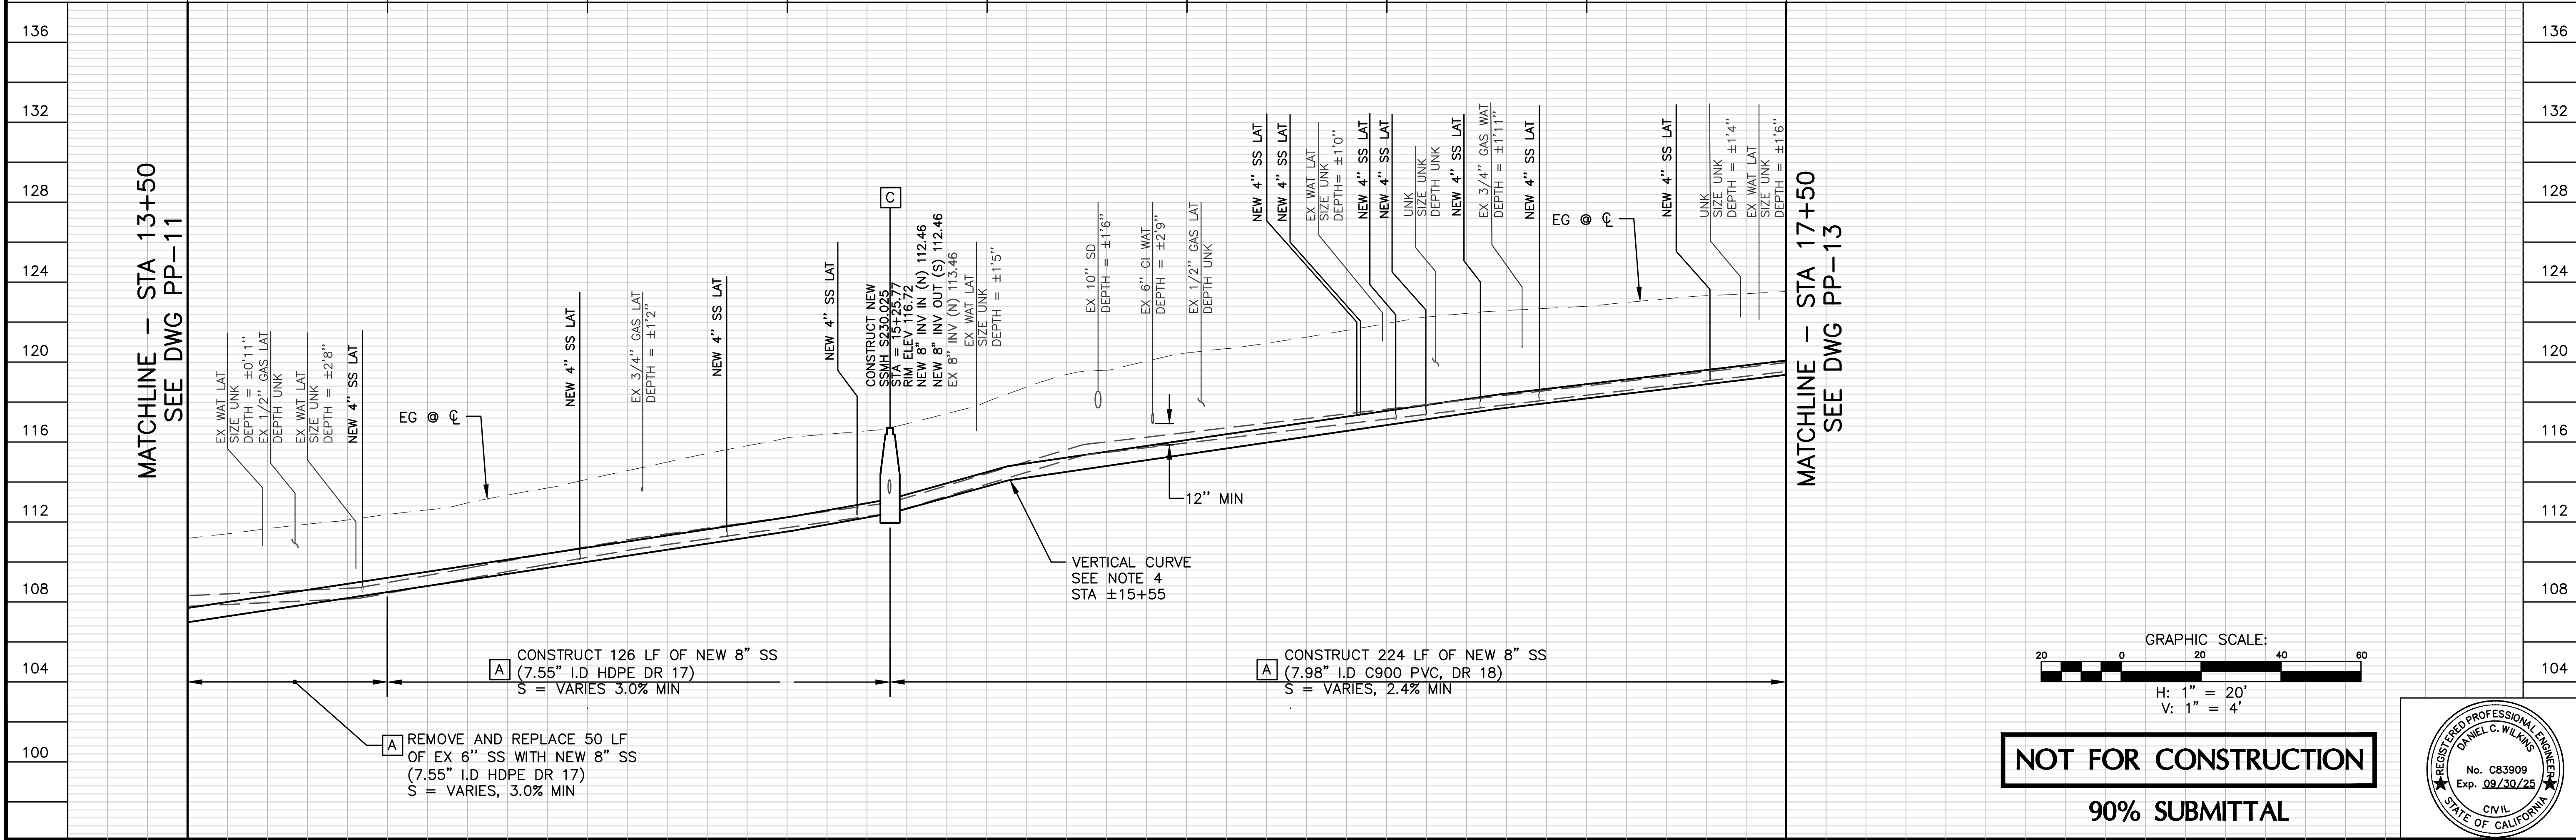 136
132
128
124
120
116
112
108
104
100
MATCHLINE – STA 13+50
SEE DWG PP–11
EX WAT LAT
SIZE UNK
DEPTH = ±0'11"
EX 1/2" GAS LAT
DEPTH UNK
EX WAT LAT
SIZE UNK
DEPTH = ±2'8"
NEW 4" SS LAT
EG @ ℄
NEW 4" SS LAT
EX 3/4" GAS LAT
DEPTH = ±1'2"
NEW 4" SS LAT
NEW 4" SS LAT
C
CONSTRUCT NEW
SSMH S230.025
STA = 15+25.77
RIM ELEV 116.72
NEW 8" INV IN (N) 112.46
NEW 8" INV OUT (S) 112.46
EX 8" INV (N) 113.46
EX WAT LAT
SIZE UNK
DEPTH = ±1'5"
EX 10" SD
DEPTH = ±1'6"
EX 6" CI WAT
DEPTH = ±2'9"
EX 1/2" GAS LAT
DEPTH UNK
NEW 4" SS LAT
NEW 4" SS LAT
EX WAT LAT
SIZE UNK
DEPTH= ±1'0"
NEW 4" SS LAT
NEW 4" SS LAT
UNK
SIZE UNK
DEPTH UNK
NEW 4" SS LAT
EX 3/4" GAS WAT
DEPTH = ±1'11"
NEW 4" SS LAT
EG @ ℄
NEW 4" SS LAT
UNK
SIZE UNK
DEPTH = ±1'4"
EX WAT LAT
SIZE UNK
DEPTH = ±1'6"
MATCHLINE – STA 17+50
SEE DWG PP–13
12" MIN
VERTICAL CURVE
SEE NOTE 4
STA ±15+55
A
CONSTRUCT 126 LF OF NEW 8" SS
(7.55" I.D HDPE DR 17)
S = VARIES 3.0% MIN
A
CONSTRUCT 224 LF OF NEW 8" SS
(7.98" I.D C900 PVC, DR 18)
S = VARIES, 2.4% MIN
A
REMOVE AND REPLACE 50 LF
OF EX 6" SS WITH NEW 8" SS
(7.55" I.D HDPE DR 17)
S = VARIES, 3.0% MIN
136
132
128
124
120
116
112
108
104
GRAPHIC SCALE:
20 0 20 40 60
H: 1" = 20'
V: 1" = 4'
NOT FOR CONSTRUCTION
90% SUBMITTAL
REGISTERED PROFESSIONAL ENGINEER
DANIEL C. WILKINS
No. C83909
Exp. 09/30/25
CIVIL
STATE OF CALIFORNIA